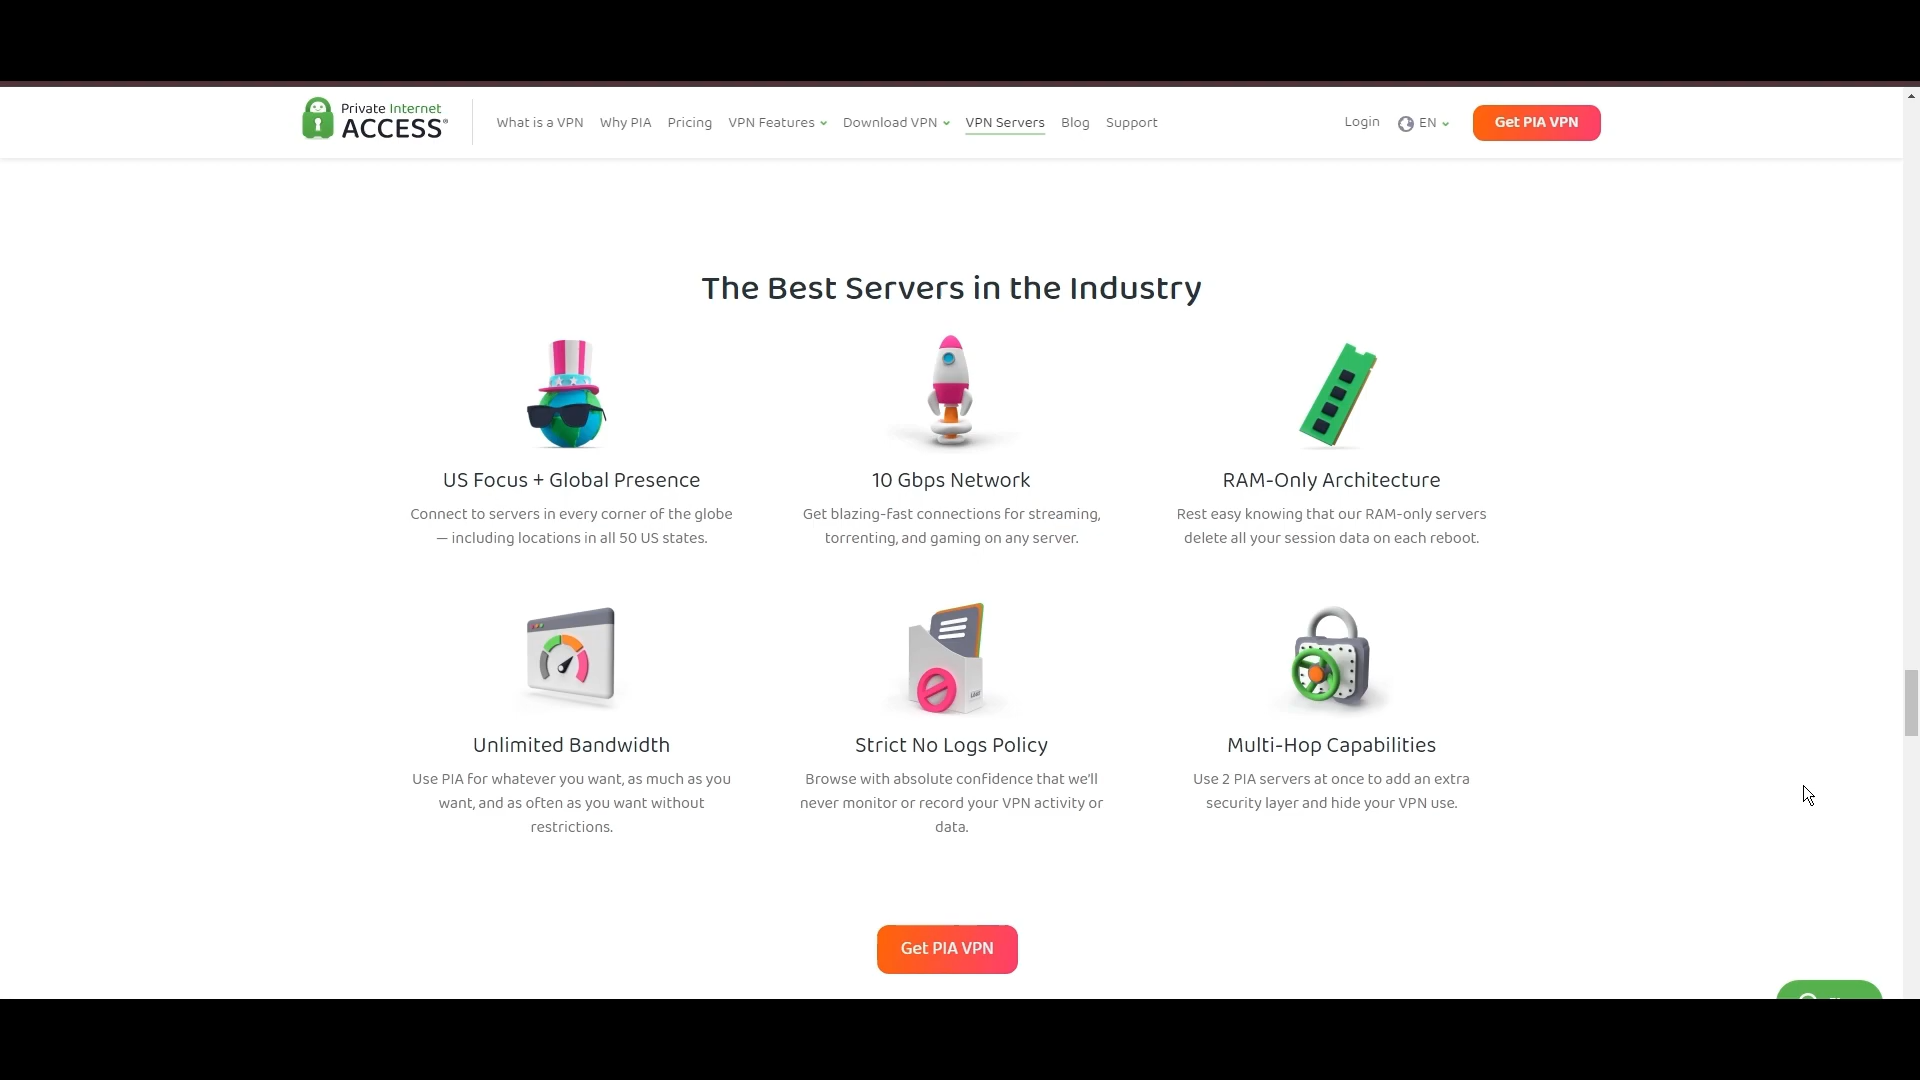 Private Internet
ACCESS®
What is a VPN Why PIA Pricing VPN Features Download VPN VPN Servers Blog Support Login EN Get PIA VPN
The Best Servers in the Industry
US Focus + Global Presence
Connect to servers in every corner of the globe
— including locations in all 50 US states.
10 Gbps Network
Get blazing-fast connections for streaming,
torrenting, and gaming on any server.
RAM-Only Architecture
Rest easy knowing that our RAM-only servers
delete all your session data on each reboot.
Unlimited Bandwidth
Use PIA for whatever you want, as much as you
want, and as often as you want without
restrictions.
Strict No Logs Policy
Browse with absolute confidence that we'll
never monitor or record your VPN activity or
data.
Multi-Hop Capabilities
Use 2 PIA servers at once to add an extra
security layer and hide your VPN use.
Get PIA VPN